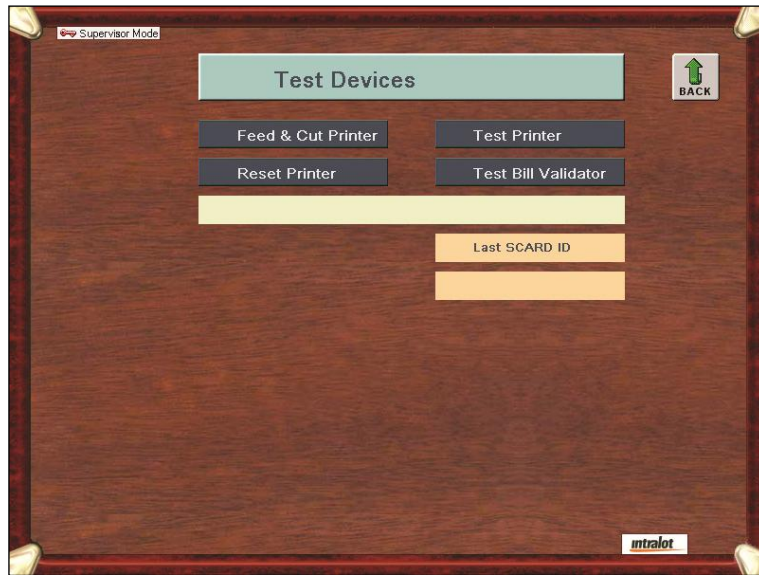 Supervisor Mode
Test Devices
BACK
Feed & Cut Printer
Test Printer
Reset Printer
Test Bill Validator
Last SCARD ID
intralot